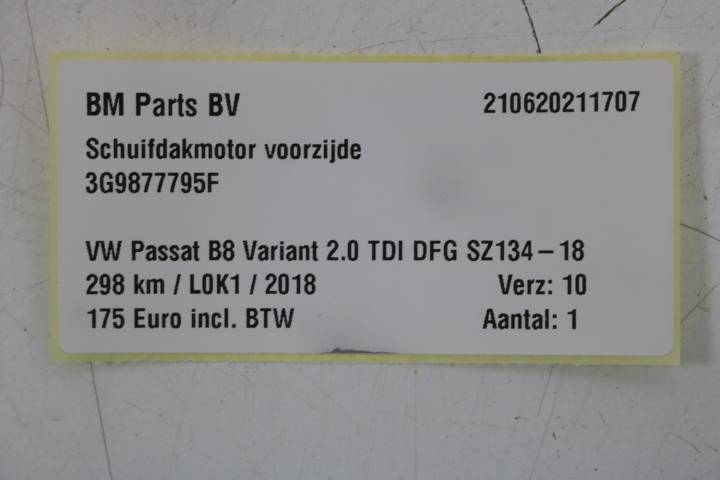 BM Parts BV 210620211707
Schuifdakmotor voorzijde
3G9877795F
VW Passat B8 Variant 2.0 TDI DFG SZ134-18
298 km / L0K1 / 2018 Verz: 10
175 Euro incl. BTW Aantal: 1